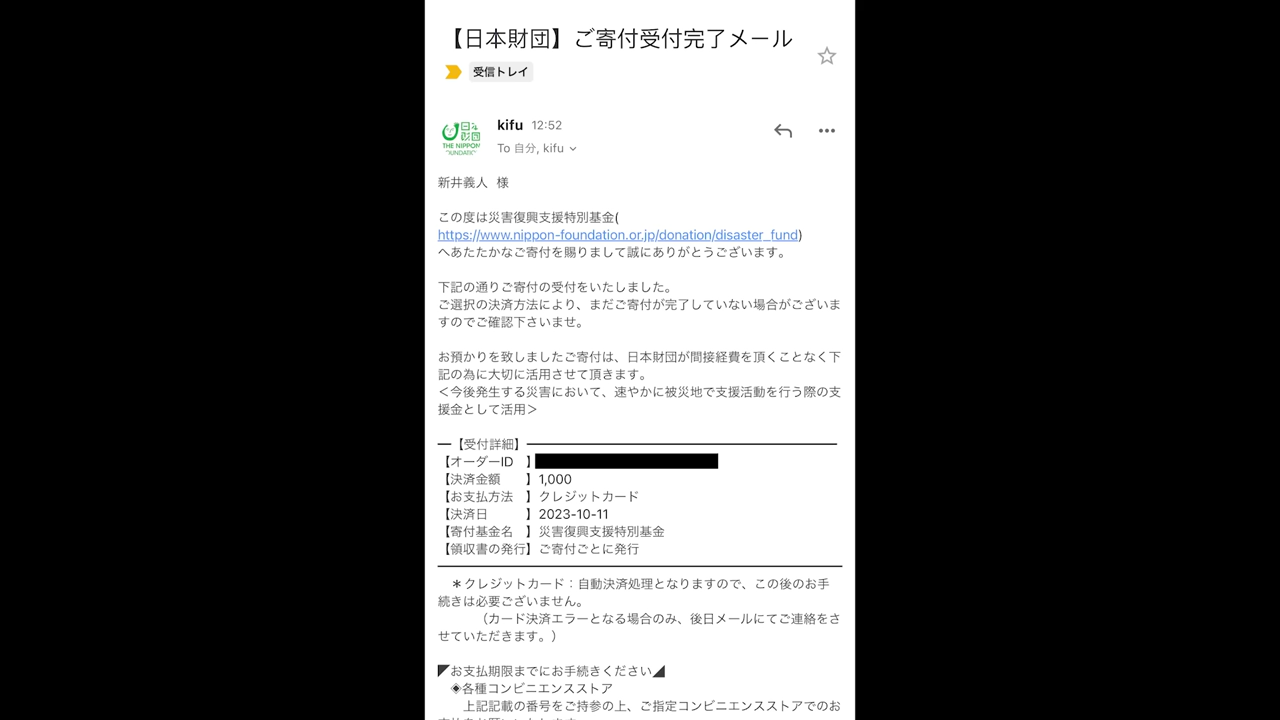 【日本財団】ご寄付受付完了メール
受信トレイ
日本財団
THE NIPPON
FOUNDATION
kifu 12:52
To 自分, kifu
新井義人 様
この度は災害復興支援特別基金(
https://www.nippon-foundation.or.jp/donation/disaster_fund)
へあたたかなご寄付を賜りまして誠にありがとうございます。
下記の通りご寄付の受付をいたしました。
ご選択の決済方法により、まだご寄付が完了していない場合がございま
すのでご確認下さいませ。
お預かりを致しましたご寄付は、日本財団が間接経費を頂くことなく下
記の為に大切に活用させて頂きます。
＜今後発生する災害において、速やかに被災地で支援活動を行う際の支
援金として活用＞
━【受付詳細】━━━━━━━━━━━━━━━━━━━━
【オーダーID 】
【決済金額 】1,000
【お支払方法 】クレジットカード
【決済日 】2023-10-11
【寄付基金名 】災害復興支援特別基金
【領収書の発行】ご寄付ごとに発行
＊クレジットカード：自動決済処理となりますので、この後のお手
続きは必要ございません。
（カード決済エラーとなる場合のみ、後日メールにてご連絡をさ
せていただきます。）
◤お支払期限までにお手続きください◢
◈各種コンビニエンスストア
上記記載の番号をご持参の上、ご指定コンビニエンスストアでのお